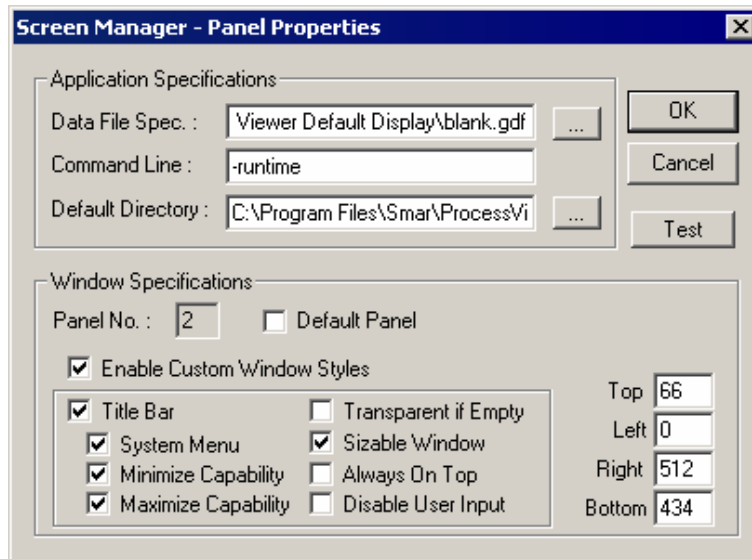 Screen Manager - Panel Properties
Application Specifications
Data File Spec. : Viewer Default Display\blank.gdf ...
OK
Command Line : -runtime
Cancel
Default Directory : C:\Program Files\Smar\ProcessVi ...
Test
Window Specifications
Panel No. : 2 Default Panel
Enable Custom Window Styles
Title Bar Transparent if Empty
System Menu Sizable Window
Minimize Capability Always On Top
Maximize Capability Disable User Input
Top 66
Left 0
Right 512
Bottom 434